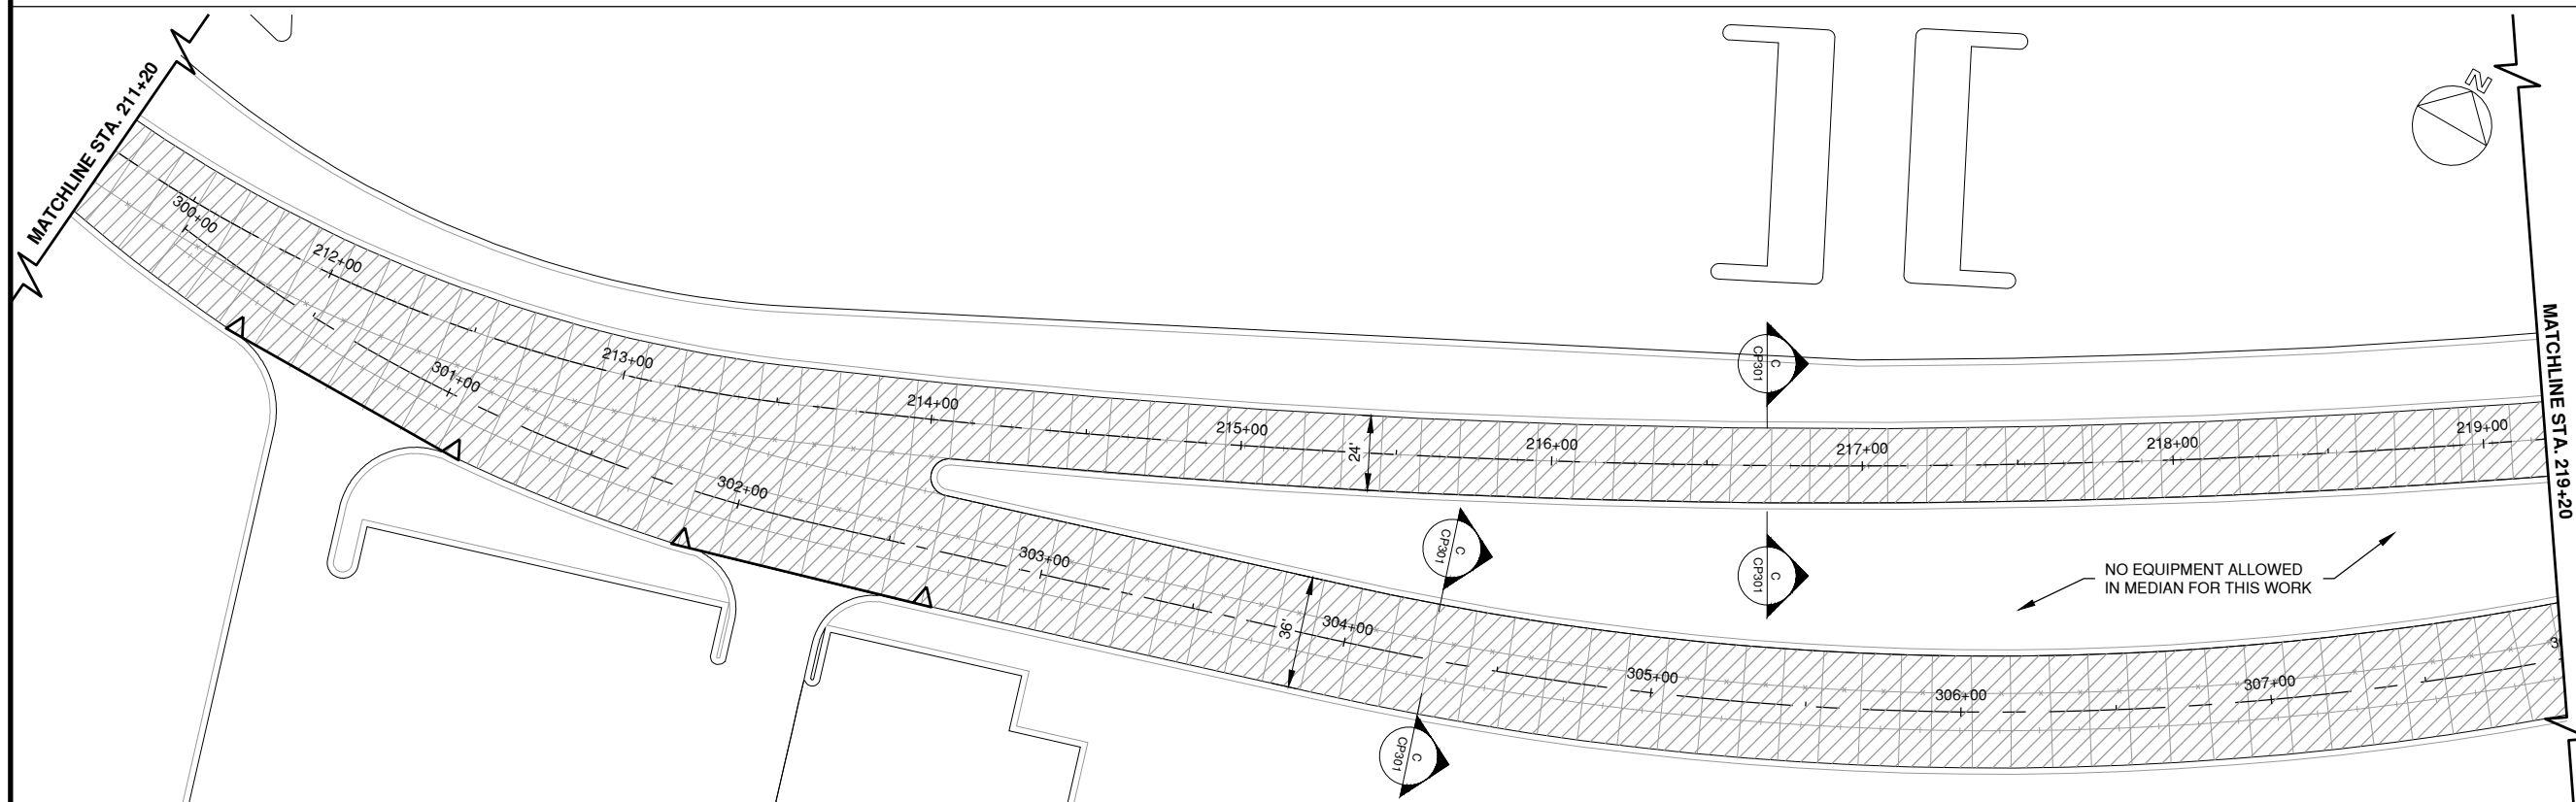 MATCHLINE STA. 211+20
N
300+00
212+00
213+00
301+00
214+00
215+00
24'
216+00
217+00
218+00
219+00
302+00
303+00
36'
304+00
305+00
306+00
307+00
C
CP301
C
CP301
C
CP301
C
CP301
NO EQUIPMENT ALLOWED
IN MEDIAN FOR THIS WORK
MATCHLINE STA. 219+20